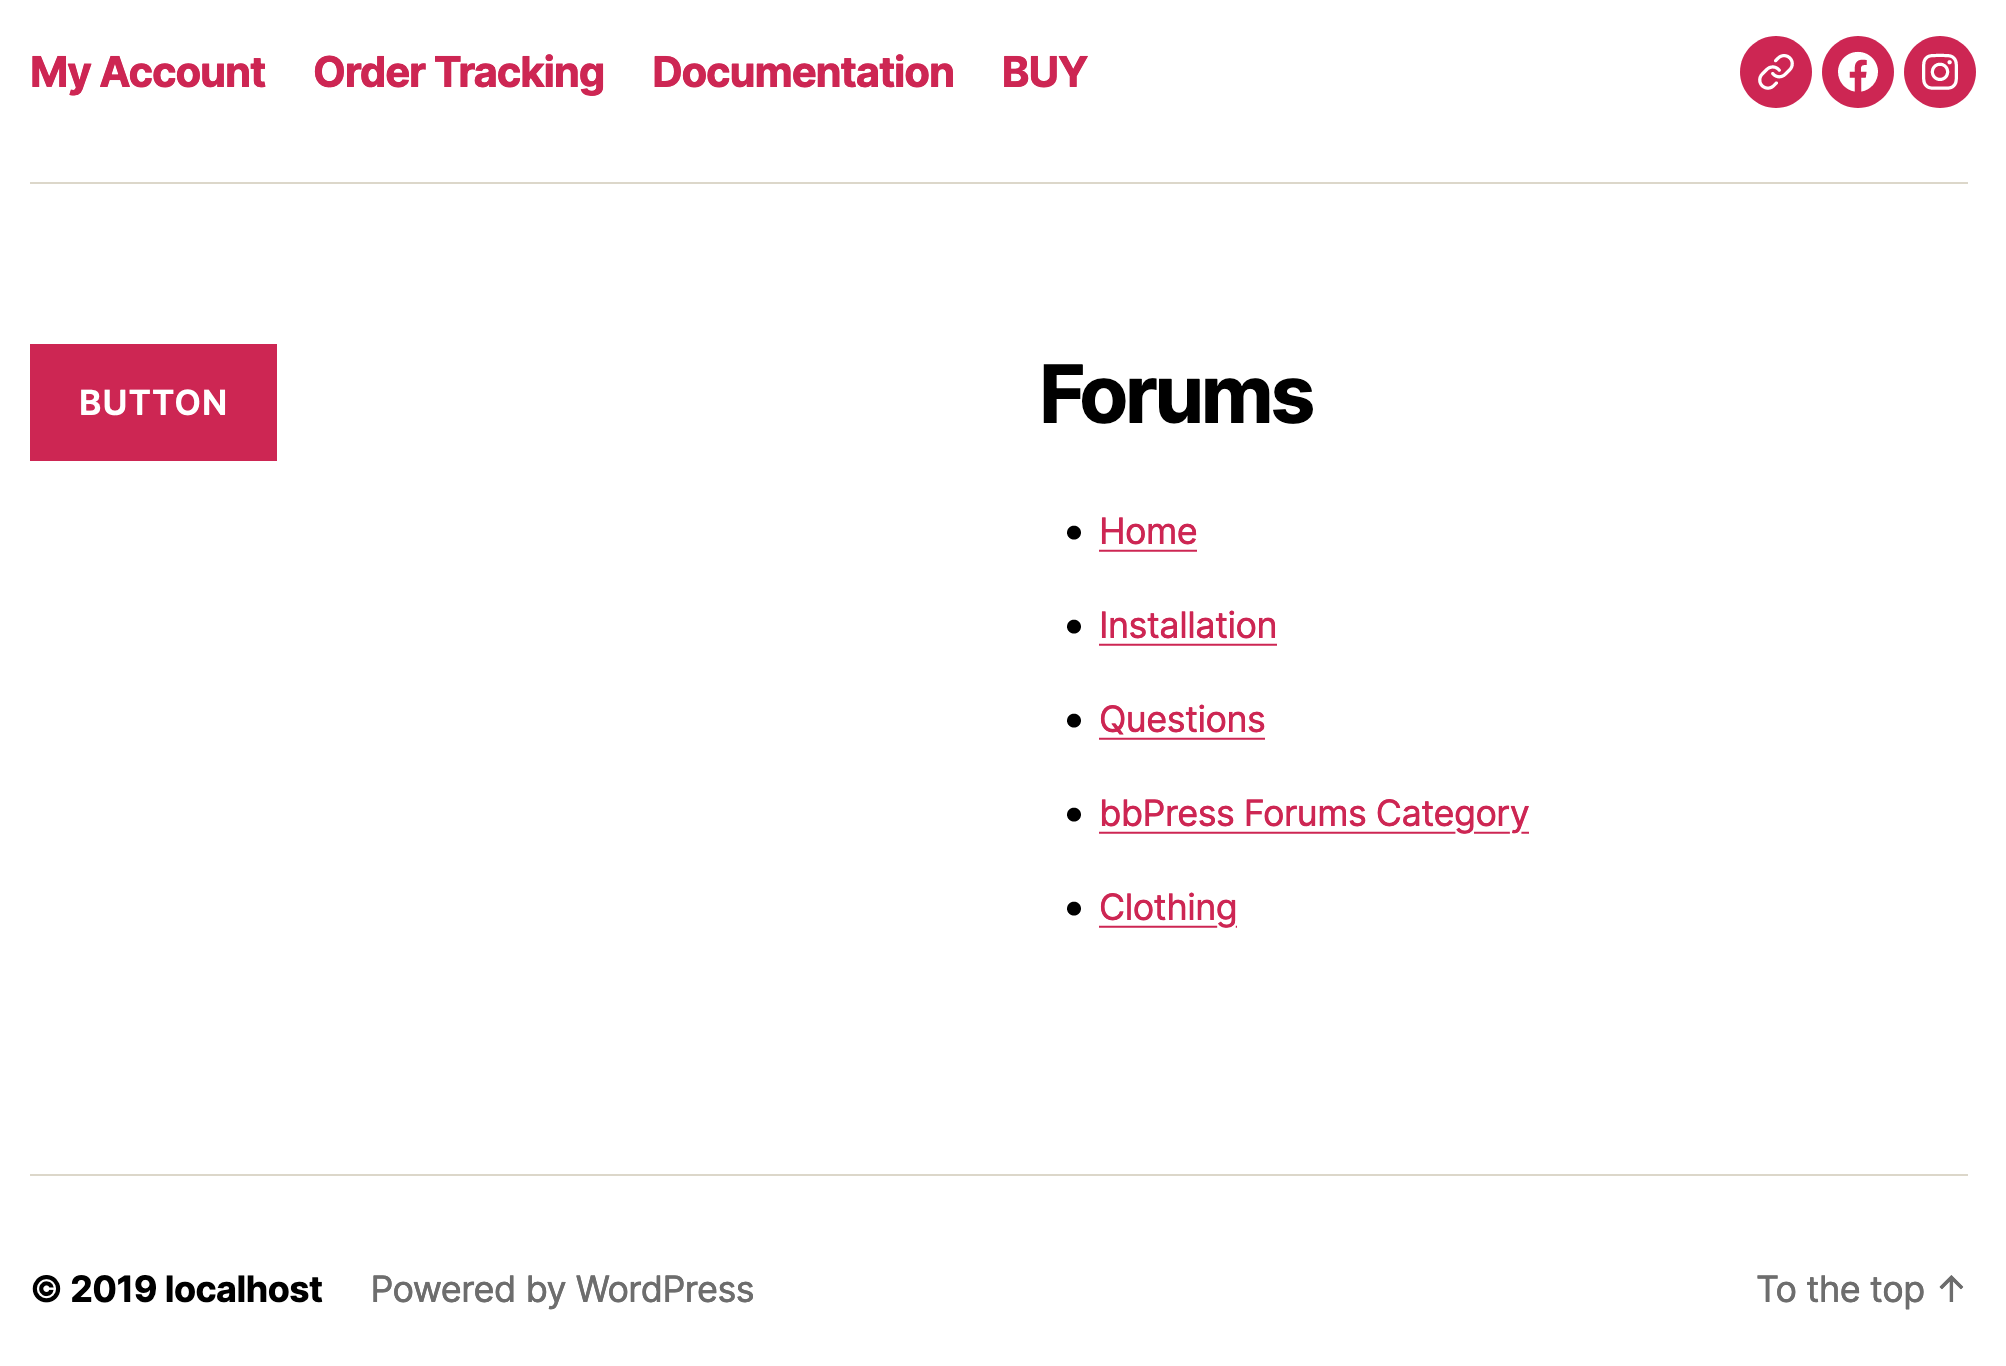 My Account Order Tracking Documentation BUY
BUTTON
Forums
Home
Installation
Questions
bbPress Forums Category
Clothing
© 2019 localhost Powered by WordPress To the top ↑